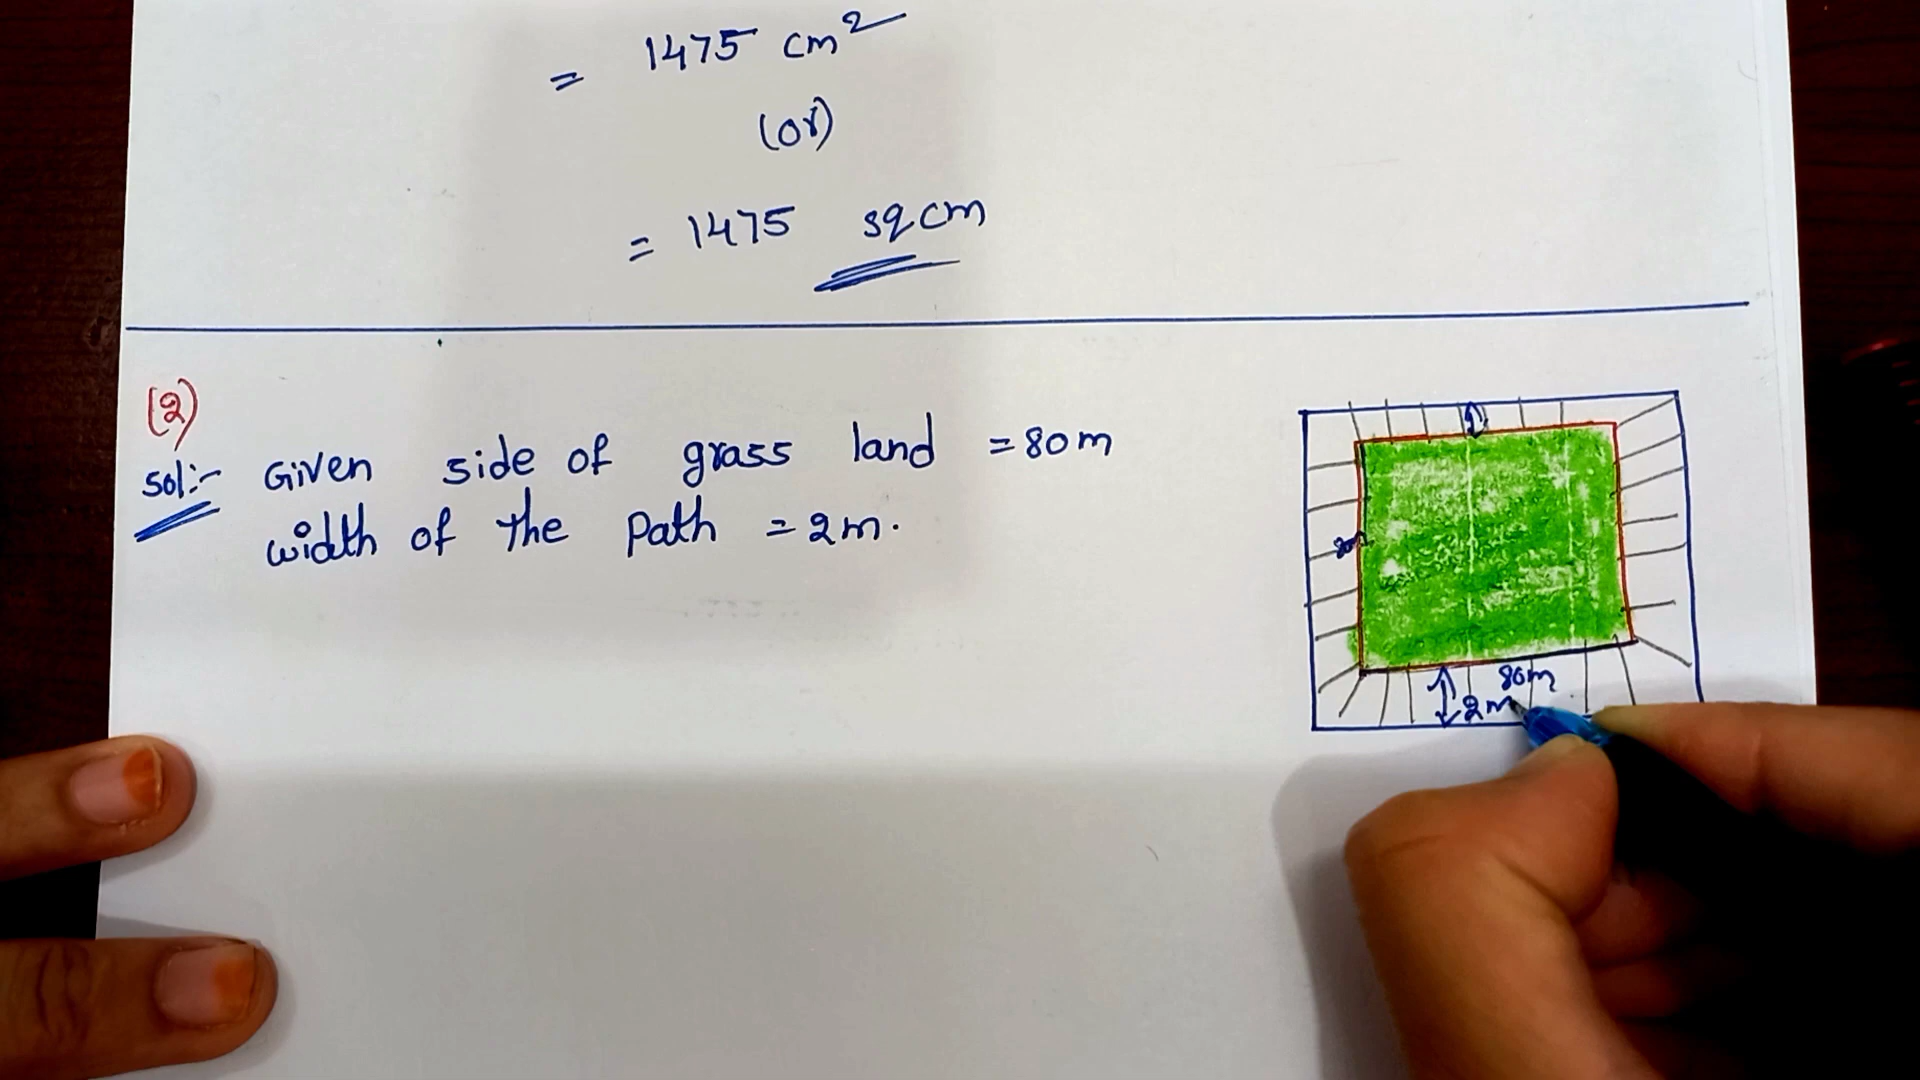 = 1475 cm²
(or)
= 1475 sq cm
(2)
Sol:- Given side of grass land = 80m
width of the Path = 2m.
80m
2m